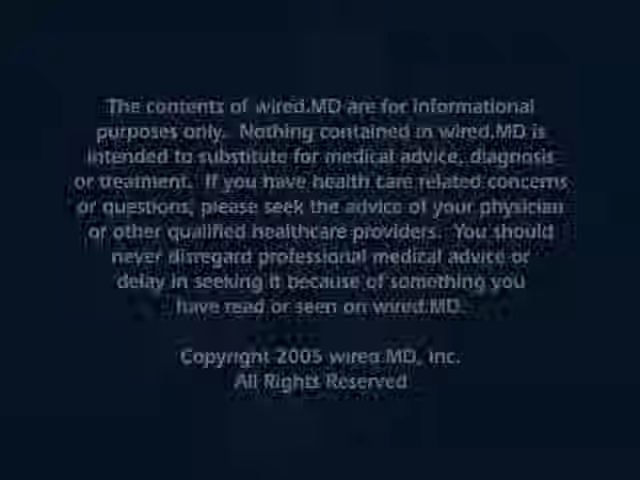 The contents of wired.MD are for informational
purposes only.  Nothing contained in wired.MD is
intended to substitute for medical advice, diagnosis
or treatment.  If you have health care related concerns
or questions, please seek the advice of your physician
or other qualified healthcare providers.  You should
never disregard professional medical advice or
delay in seeking it because of something you
have read or seen on wired.MD.
Copyright 2005 wired.MD, Inc.
All Rights Reserved